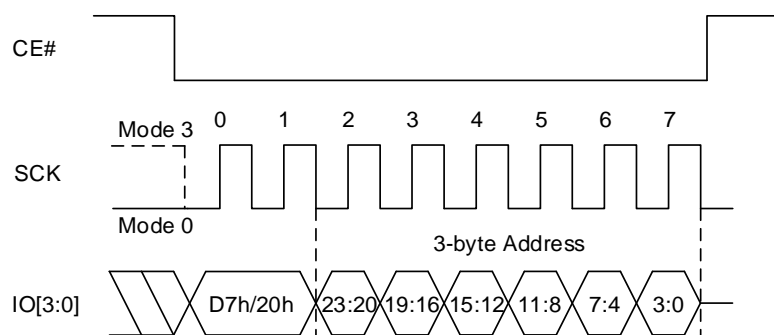 CE#
Mode 3 0 1 2 3 4 5 6 7
SCK
Mode 0
3-byte Address
IO[3:0] D7h/20h 23:20 19:16 15:12 11:8 7:4 3:0